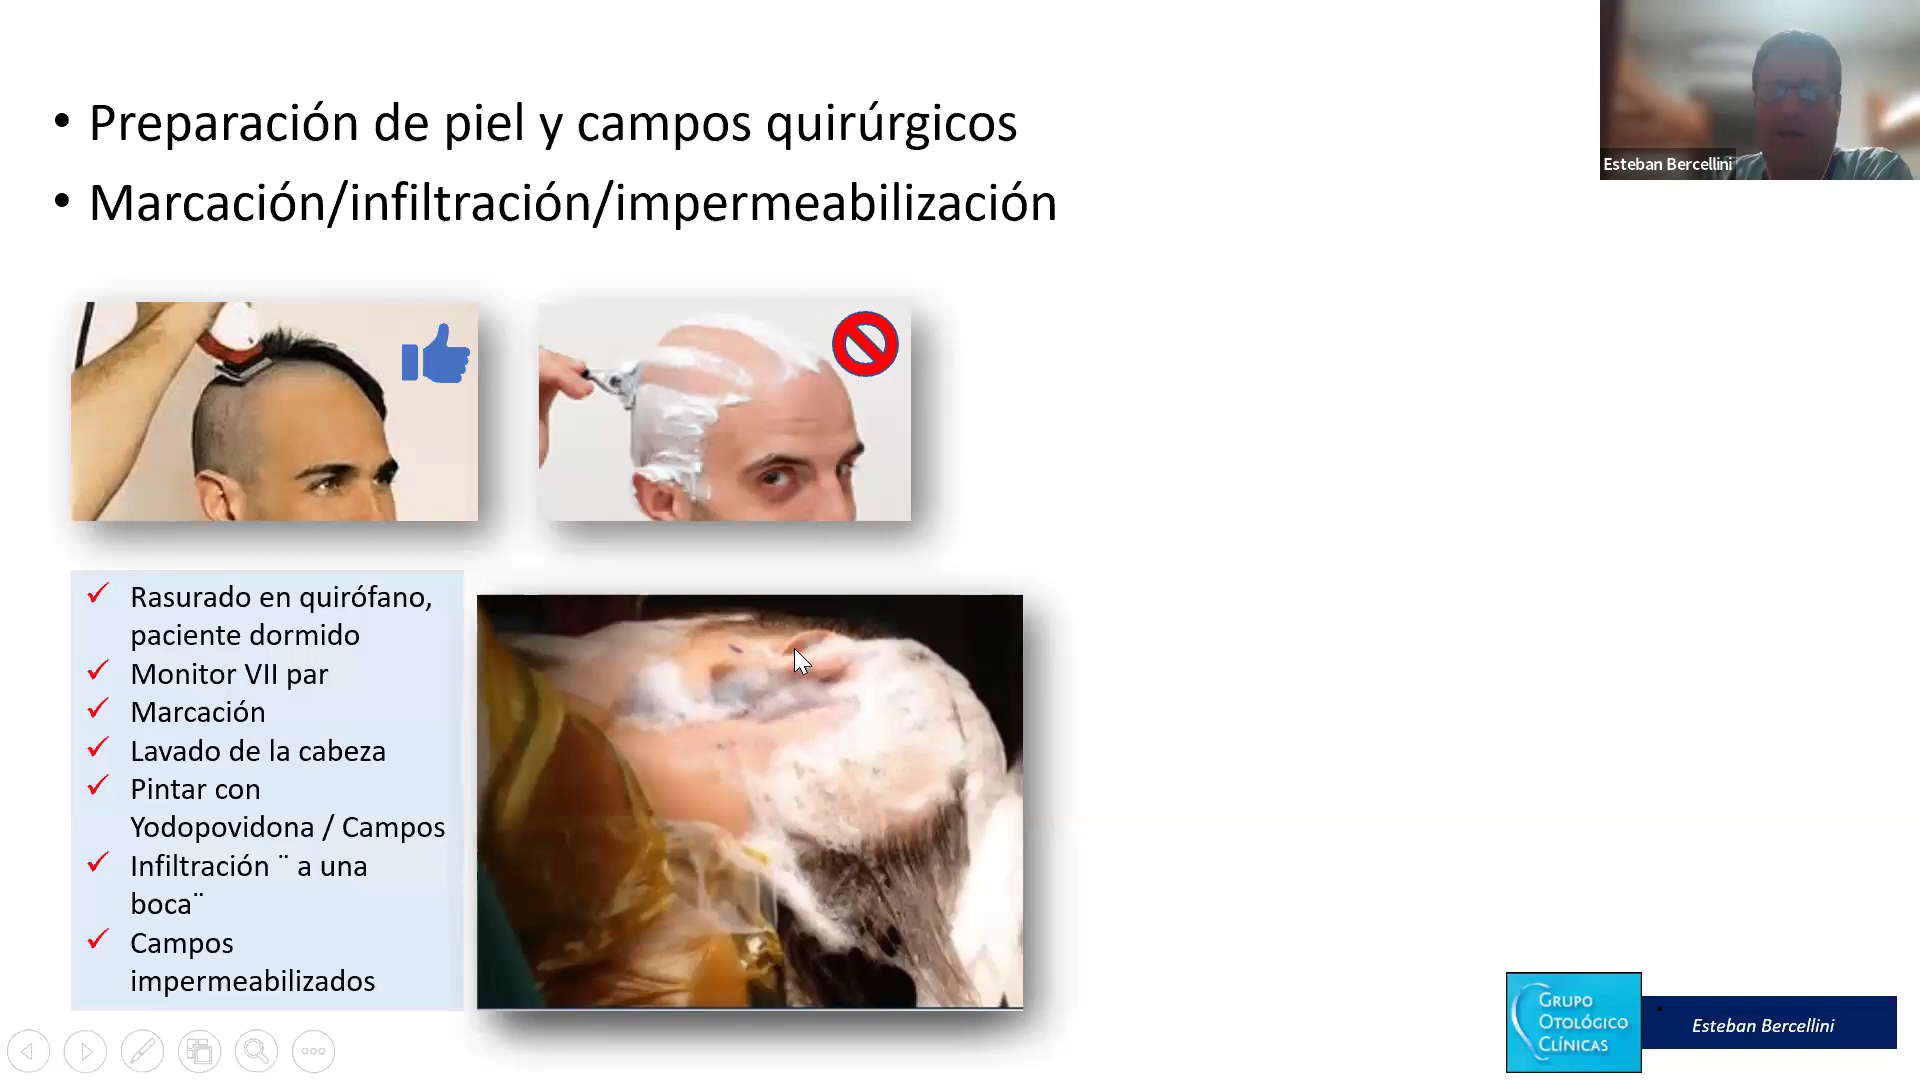 • Preparación de piel y campos quirúrgicos
• Marcación/infiltración/impermeabilización
Esteban Bercellini
✓ Rasurado en quirófano,
paciente dormido
✓ Monitor VII par
✓ Marcación
✓ Lavado de la cabeza
✓ Pintar con
Yodopovidona / Campos
✓ Infiltración ¨ a una
boca¨
✓ Campos
impermeabilizados
GRUPO
OTOLÓGICO
CLÍNICAS
Esteban Bercellini